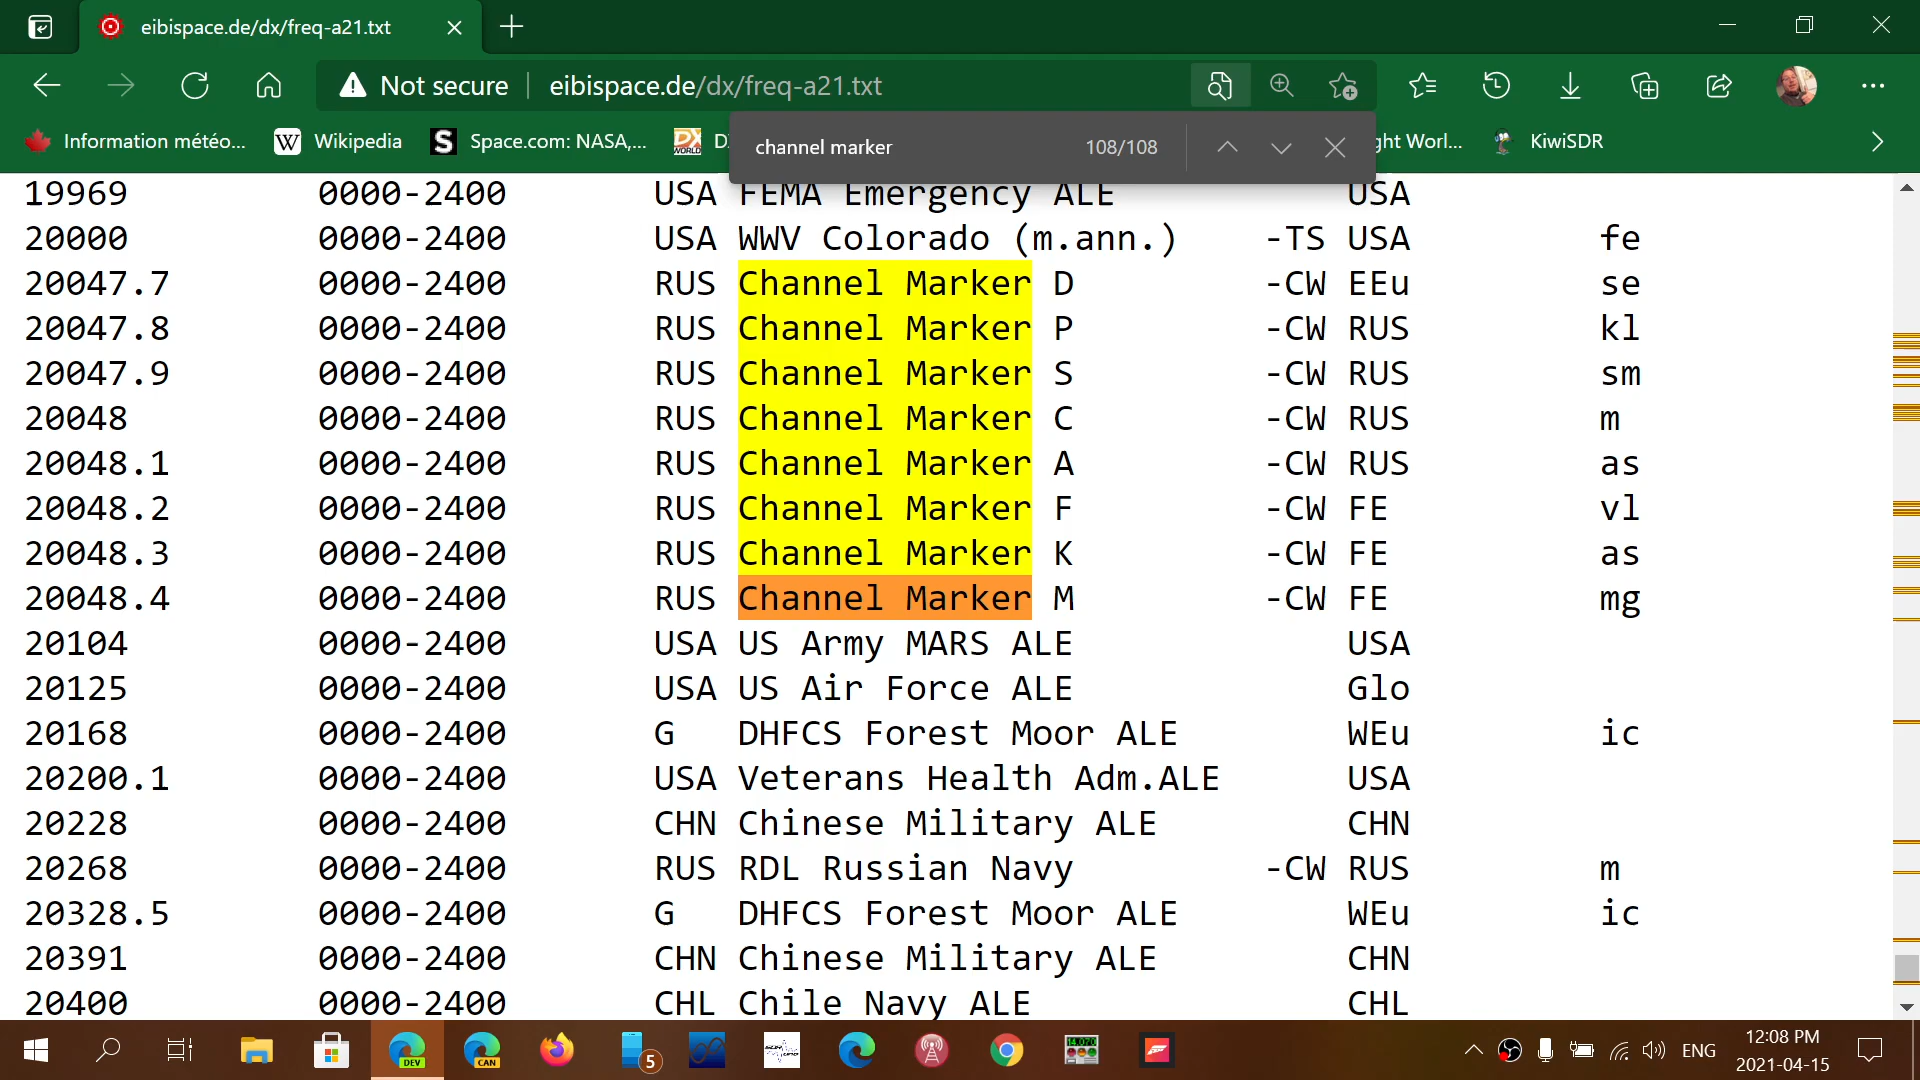 eibispace.de/dx/freq-a21.txt
Not secure eibispace.de/dx/freq-a21.txt
Information météo... Wikipedia S Space.com: NASA,... DX WORLD ght Worl... KiwiSDR
channel marker 108/108
19969 0000-2400 USA FEMA Emergency ALE USA
20000 0000-2400 USA WWV Colorado (m.ann.) -TS USA fe
20047.7 0000-2400 RUS Channel Marker D -CW EEu se
20047.8 0000-2400 RUS Channel Marker P -CW RUS kl
20047.9 0000-2400 RUS Channel Marker S -CW RUS sm
20048 0000-2400 RUS Channel Marker C -CW RUS m
20048.1 0000-2400 RUS Channel Marker A -CW RUS as
20048.2 0000-2400 RUS Channel Marker F -CW FE vl
20048.3 0000-2400 RUS Channel Marker K -CW FE as
20048.4 0000-2400 RUS Channel Marker M -CW FE mg
20104 0000-2400 USA US Army MARS ALE USA
20125 0000-2400 USA US Air Force ALE Glo
20168 0000-2400 G DHFCS Forest Moor ALE WEu ic
20200.1 0000-2400 USA Veterans Health Adm.ALE USA
20228 0000-2400 CHN Chinese Military ALE CHN
20268 0000-2400 RUS RDL Russian Navy -CW RUS m
20328.5 0000-2400 G DHFCS Forest Moor ALE WEu ic
20391 0000-2400 CHN Chinese Military ALE CHN
20400 0000-2400 CHL Chile Navy ALE CHL
DEV CAN 5 14.070 ENG 12:08 PM
2021-04-15